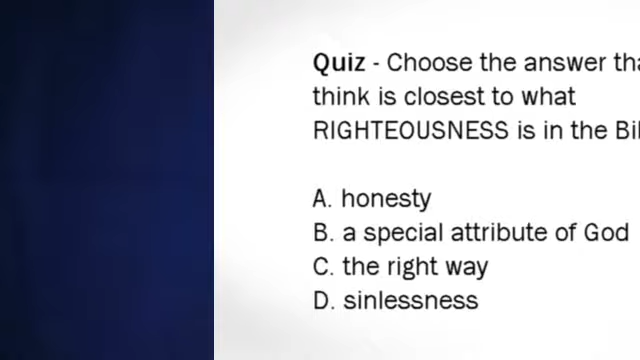 Quiz - Choose the answer
think is closest to what
RIGHTEOUSNESS is in the
A. honesty
B. a special attribute of God
C. the right way
D. sinlessness